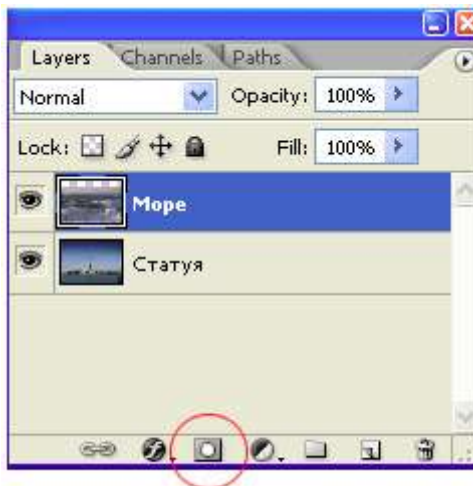 Layers Channels Paths
Normal Opacity: 100%
Lock: Fill: 100%
Море
Статуя